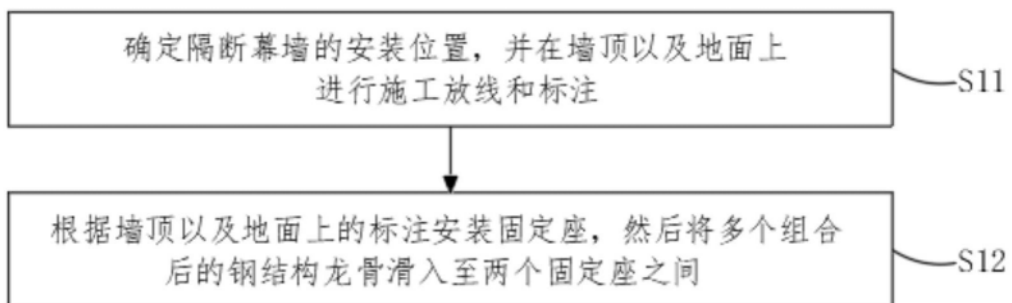 确定隔断幕墙的安装位置，并在墙顶以及地面上
进行施工放线和标注
S11
根据墙顶以及地面上的标注安装固定座，然后将多个组合
后的钢结构龙骨滑入至两个固定座之间
S12